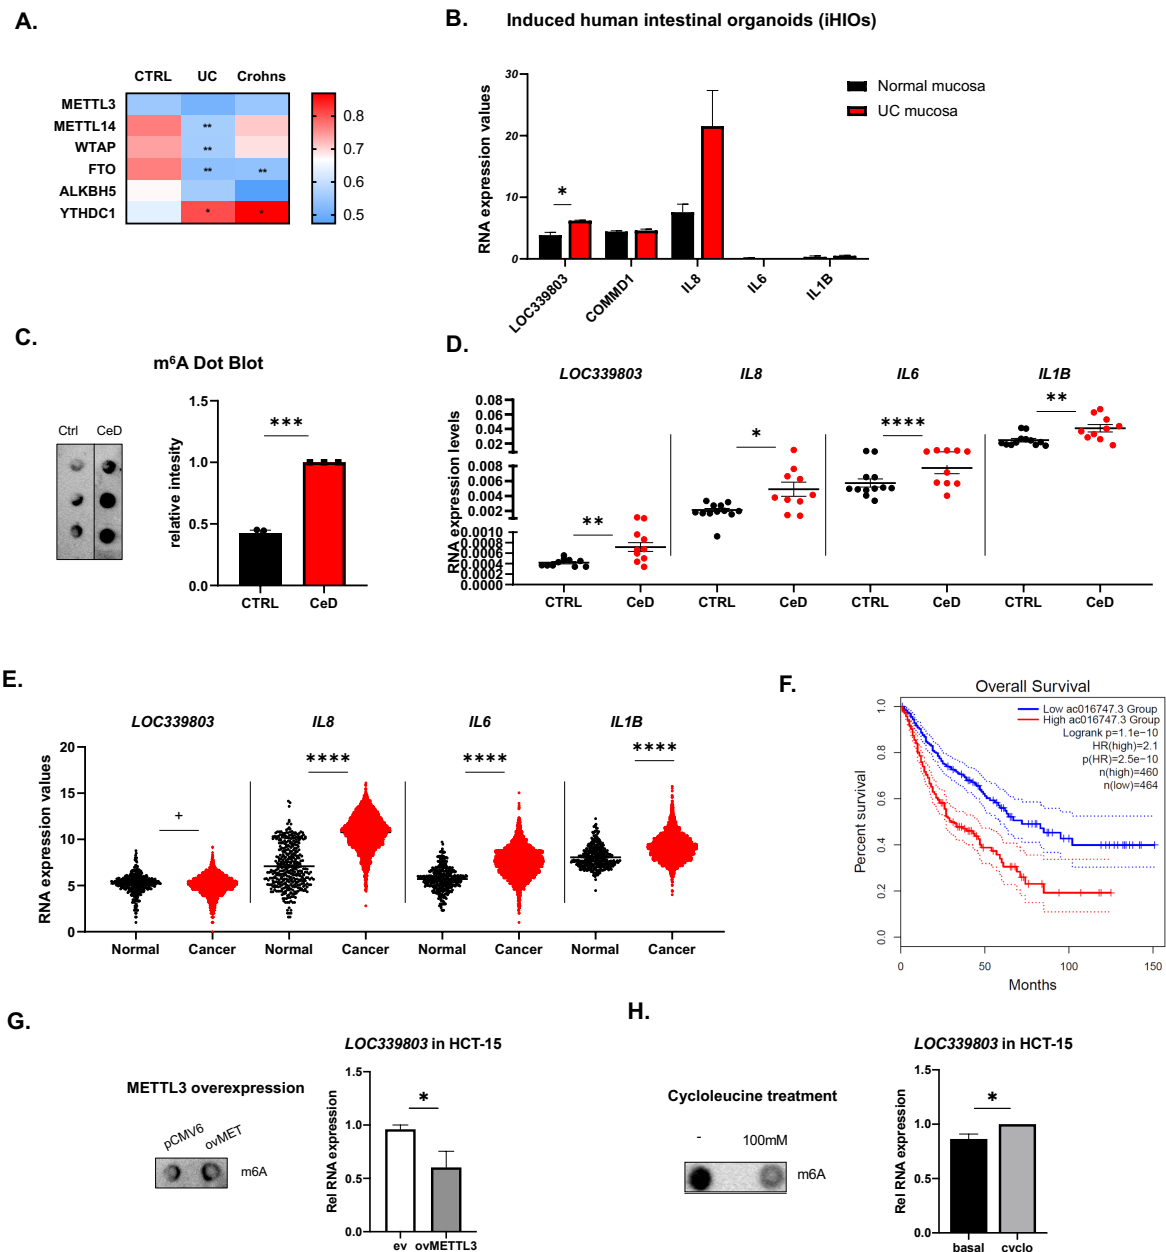 A.
CTRL UC Crohns
METTL3
METTL14 **
WTAP **
FTO ** **
ALKBH5
YTHDC1 * *
0.8
0.7
0.6
0.5
B.
Induced human intestinal organoids (iHIOs)
RNA expression values
30
20
10
0
*
Normal mucosa
UC mucosa
LOC339803 COMMD1 IL8 IL6 IL1B
C.
m⁶A Dot Blot
Ctrl CeD
relative intesity
1.5
1.0
0.5
0.0
***
CTRL CeD
D.
LOC339803 IL8 IL6 IL1B
RNA expression levels
0.08
0.06
0.04
0.02
0.008
0.006
0.004
0.002
0.0010
0.0008
0.0006
0.0004
0.0002
0.0000
** * **** **
CTRL CeD CTRL CeD CTRL CeD CTRL CeD
E.
LOC339803 IL8 IL6 IL1B
RNA expression values
20
15
10
5
0
+ **** **** ****
Normal Cancer Normal Cancer Normal Cancer Normal Cancer
F.
Overall Survival
Low ac016747.3 Group
High ac016747.3 Group
Logrank p=1.1e−10
HR(high)=2.1
p(HR)=2.5e−10
n(high)=460
n(low)=464
Percent survival
1.0
0.8
0.6
0.4
0.2
0.0
0 50 100 150
Months
G.
METTL3 overexpression
pCMV6 ovMET
m6A
LOC339803 in HCT-15
Rel RNA expression
1.5
1.0
0.5
0.0
*
ev ovMETTL3
H.
Cycloleucine treatment
- 100mM
m6A
LOC339803 in HCT-15
Rel RNA expression
1.5
1.0
0.5
0.0
*
basal cyclo